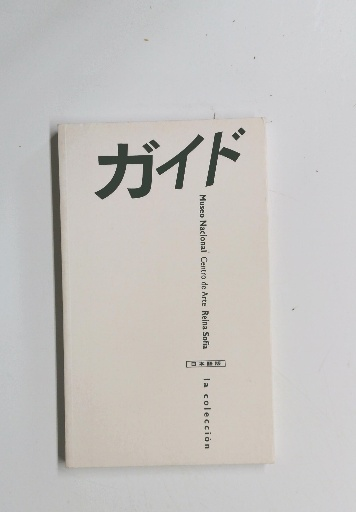 ガイド
Museo Nacional Centro de Arte Reina Sofía
日本語版
la colección